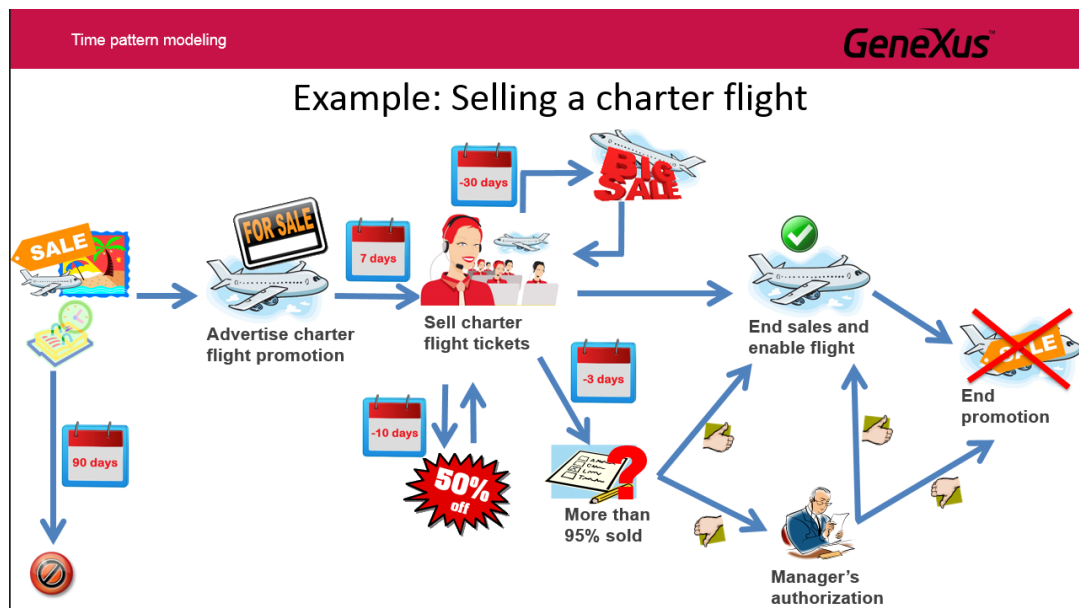 Time pattern modeling
GeneXus™
Example: Selling a charter flight
-30 days
BIG
SALE
SALE
FOR SALE
7 days
Advertise charter
flight promotion
Sell charter
flight tickets
End sales and
enable flight
SALE
End
promotion
-3 days
90 days
-10 days
50%
off
?
More than
95% sold
Manager's
authorization